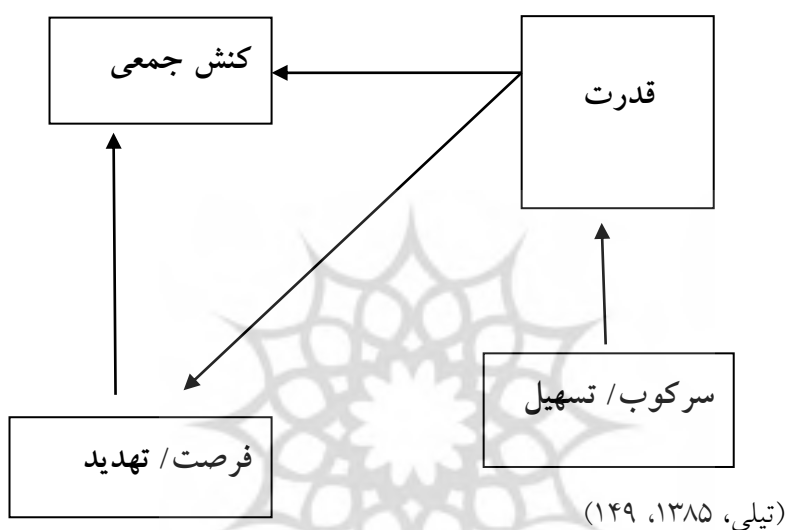 کنش جمعی
قدرت
سرکوب/ تسهیل
فرصت/ تهدید
(تیلی، ۱۳۸۵، ۱۴۹)